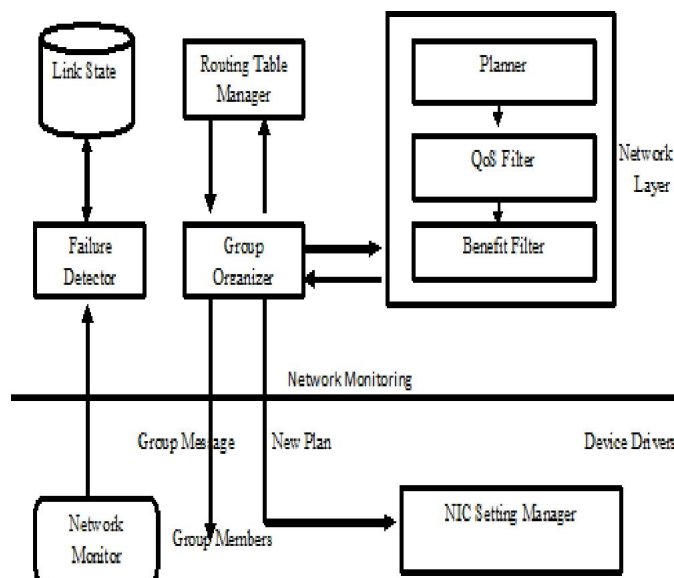 Link State
Routing Table
Manager
Planner
QoS Filter
Network
Layer
Failure
Detector
Group
Organizer
Benefit Filter
Network Monitoring
Group Message
New Plan
Device Drivers
Network
Monitor
Group Members
NIC Setting Manager